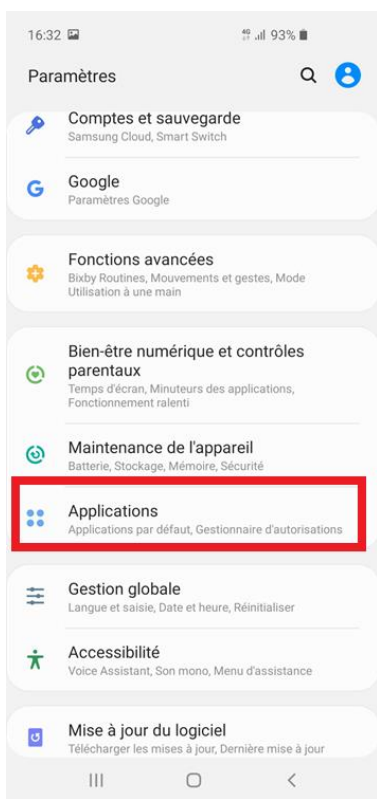 16:32 4G 93%
Paramètres
Comptes et sauvegarde
Samsung Cloud, Smart Switch
Google
Paramètres Google
Fonctions avancées
Bixby Routines, Mouvements et gestes, Mode
Utilisation à une main
Bien-être numérique et contrôles
parentaux
Temps d'écran, Minuteurs des applications,
Fonctionnement ralenti
Maintenance de l'appareil
Batterie, Stockage, Mémoire, Sécurité
Applications
Applications par défaut, Gestionnaire d'autorisations
Gestion globale
Langue et saisie, Date et heure, Réinitialiser
Accessibilité
Voice Assistant, Son mono, Menu d'assistance
Mise à jour du logiciel
Télécharger les mises à jour, Dernière mise à jour